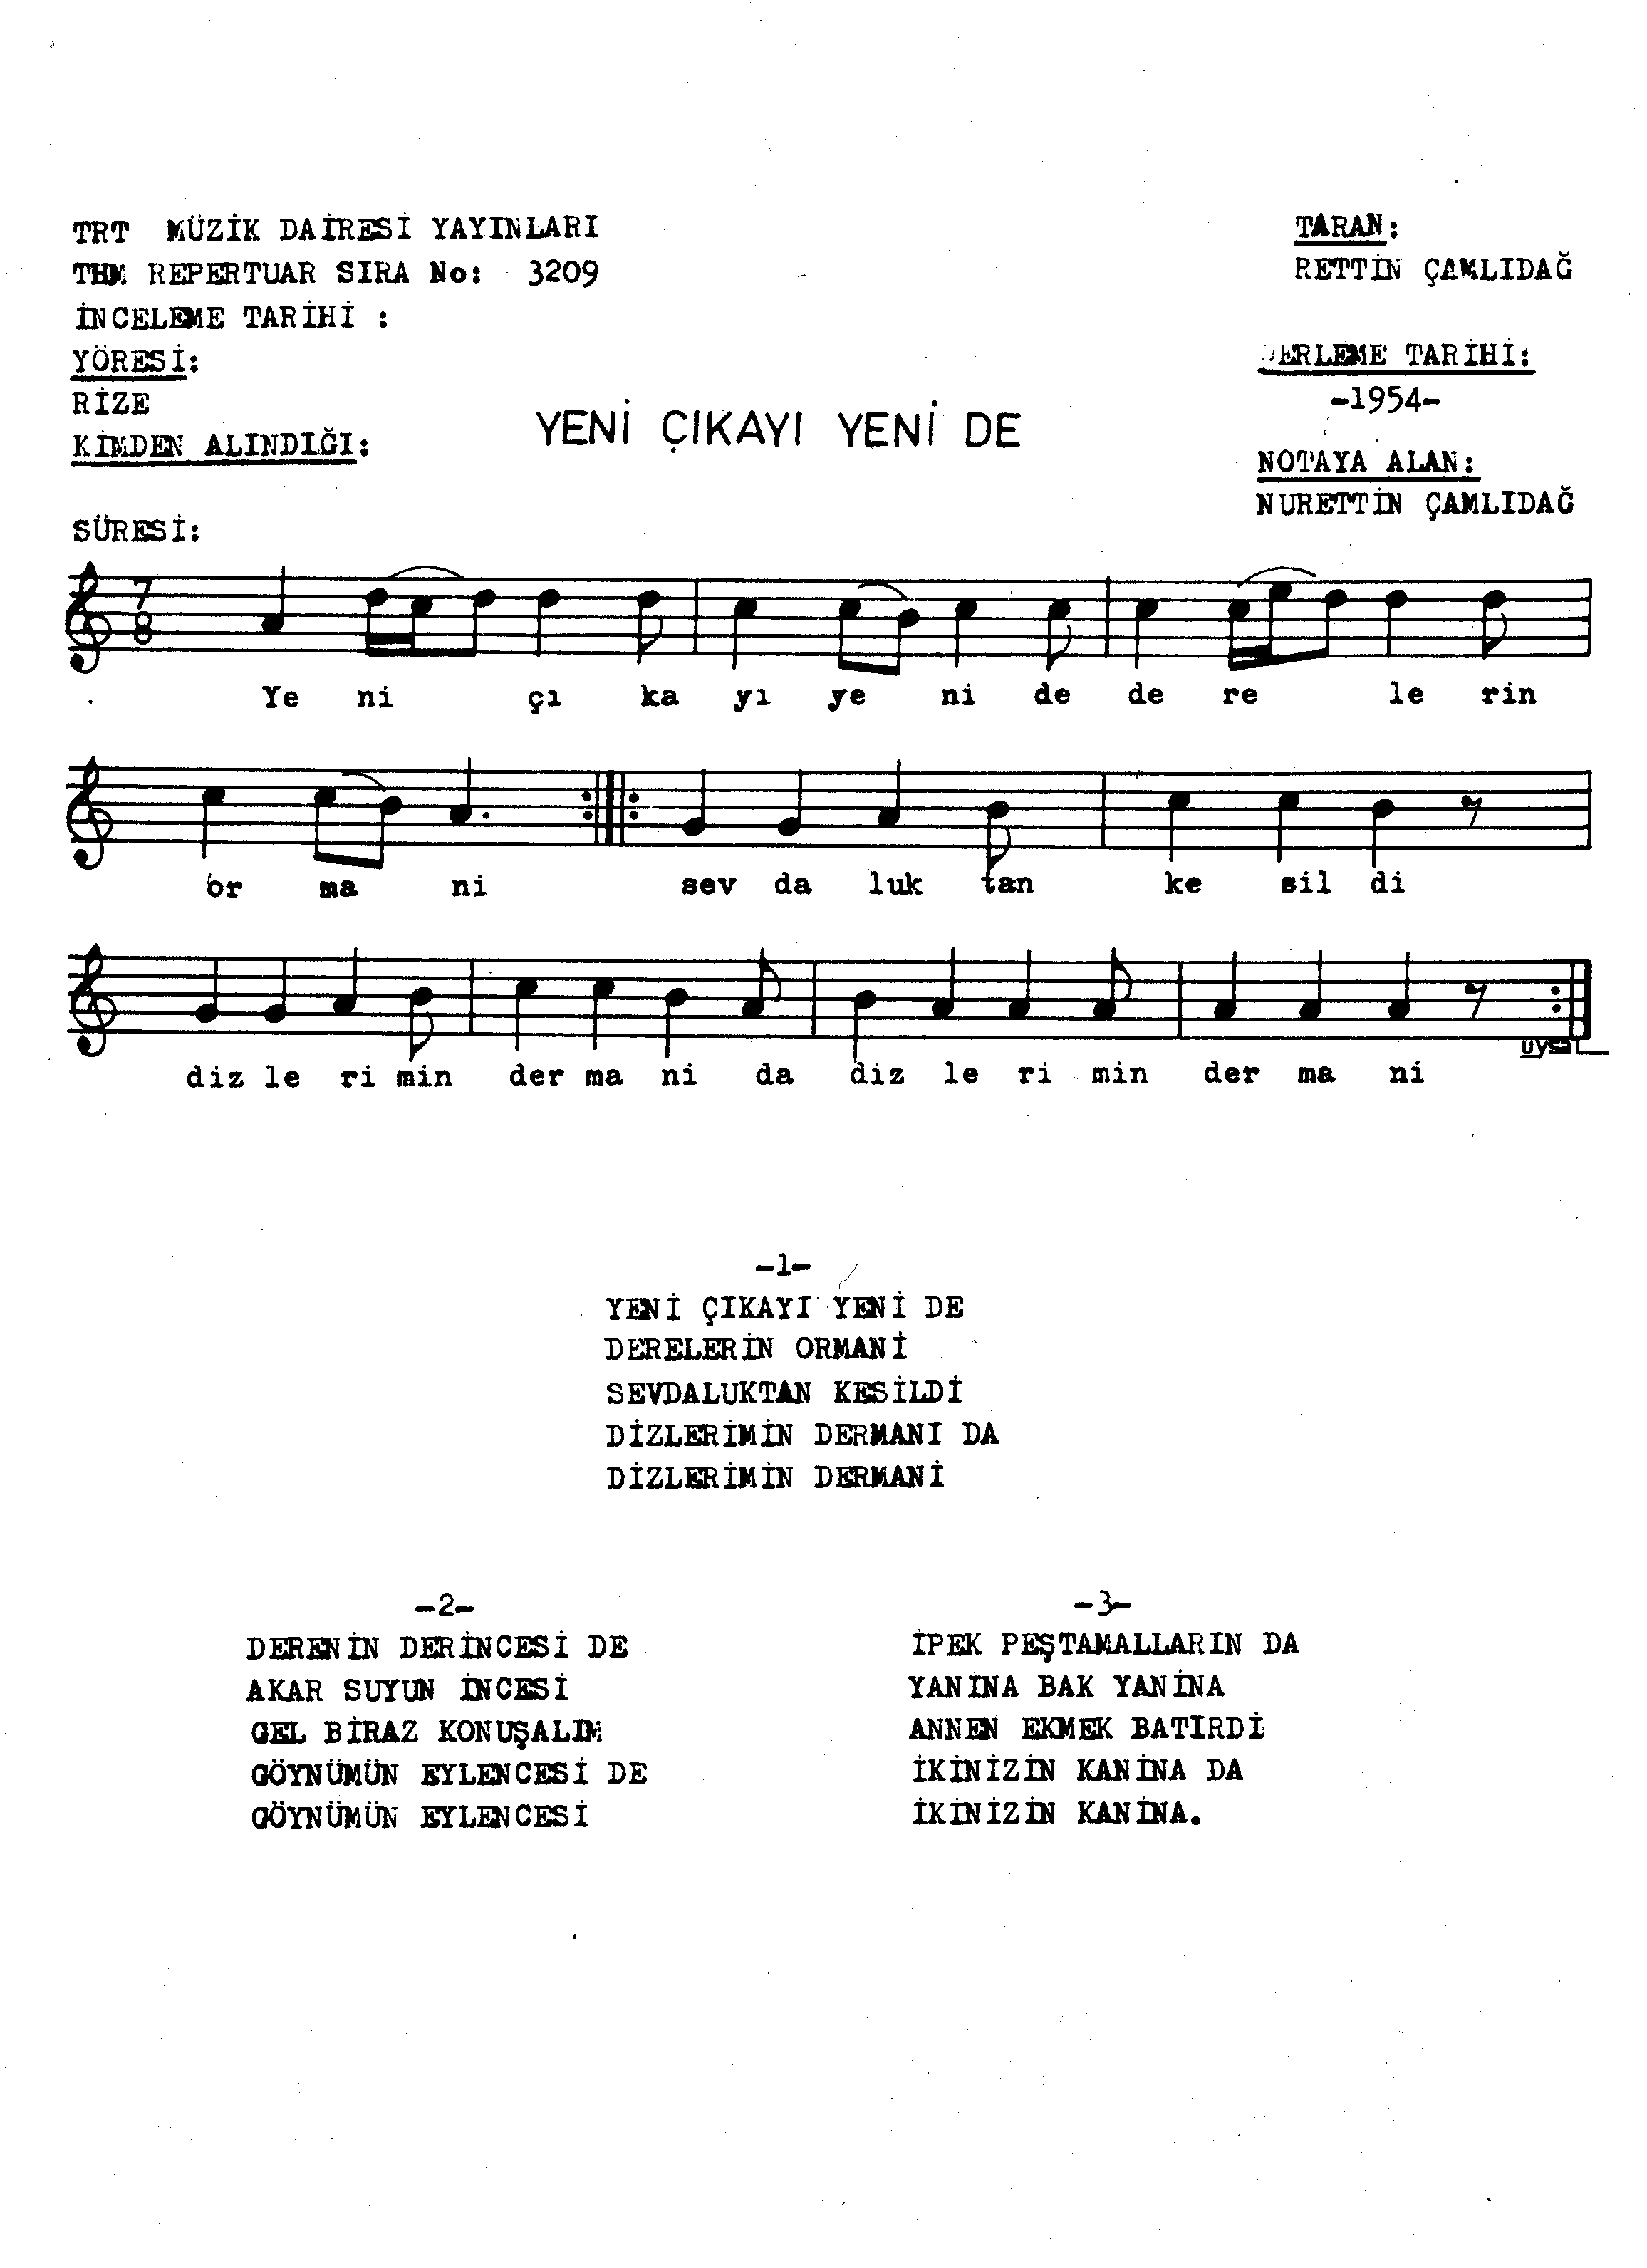 TRT MÜZİK DAİRESİ YAYINLARI
THM REPERTUAR SIRA No: 3209
İNCELEME TARİHİ :
YÖRESİ:
RİZE
KİMDEN ALINDIĞI:
SÜRESİ:
YENİ ÇIKAYI YENİ DE
TARAN:
RETTİN ÇAMLIDAĞ
DERLEME TARİHİ:
-1954-
NOTAYA ALAN:
NURETTİN ÇAMLIDAĞ
7
8
Ye ni çı ka yı ye ni de de re le rin
or ma ni sev da luk tan ke sil di
diz le ri min der ma ni da diz le ri min der ma ni
uysal
-1-
YENİ ÇIKAYI YENİ DE
DERELERİN ORMANİ
SEVDALUKTAN KESİLDİ
DİZLERİMİN DERMANI DA
DİZLERİMİN DERMANİ
-2-
DERENİN DERİNCESİ DE
AKAR SUYUN İNCESİ
GEL BİRAZ KONUŞALIM
GÖYNÜMÜN EYLENCESİ DE
GÖYNÜMÜN EYLENCESİ
-3-
İPEK PEŞTAMALLARIN DA
YANINA BAK YANİNA
ANNEN EKMEK BATIRDİ
İKİNİZİN KANİNA DA
İKİNİZİN KANİNA.